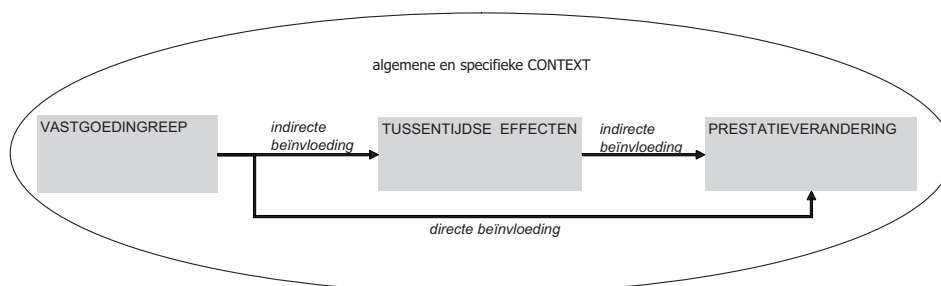 algemene en specifieke CONTEXT
VASTGOEDINGREEP
indirecte
beïnvloeding
TUSSENTIJDSE EFFECTEN
indirecte
beïnvloeding
PRESTATIEVERANDERING
directe beïnvloeding